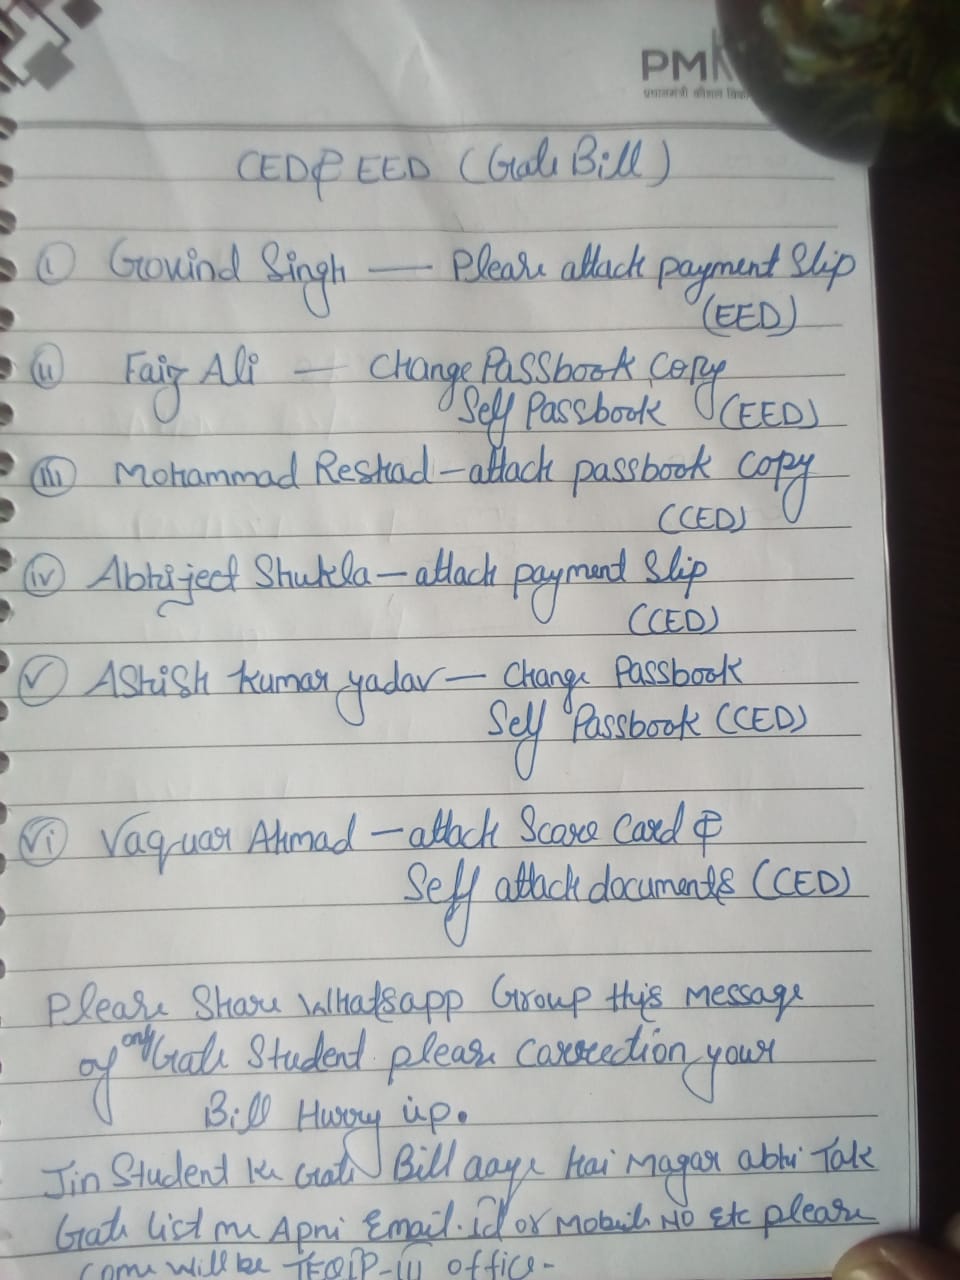 PMK
प्रधानमंत्री कौशल विका
CED & EED (Gate Bill)
(i) Govind Singh — Please attach payment Slip
(EED)
(ii) Faiz Ali — Change Passbook Copy
Self Passbook (EED)
(iii) Mohammad Reshad - attach passbook copy
(CED)
(iv) Abhijeet Shukla - attach payment Slip
(CED)
(v) Ashish Kumar yadav - Change Passbook
Self Passbook (CED)
(vi) Vaquar Ahmad - attach Score Card &
Self attach documents (CED)
Please Share Whatsapp Group this Message
of only Gate Student please Correction your
Bill Hurry up.
Jin Student ke Gate Bill aaye hai magar abhi Tak
Gate list me Apni Email.id or Mobile No Etc please
come will be TEQIP-III office-